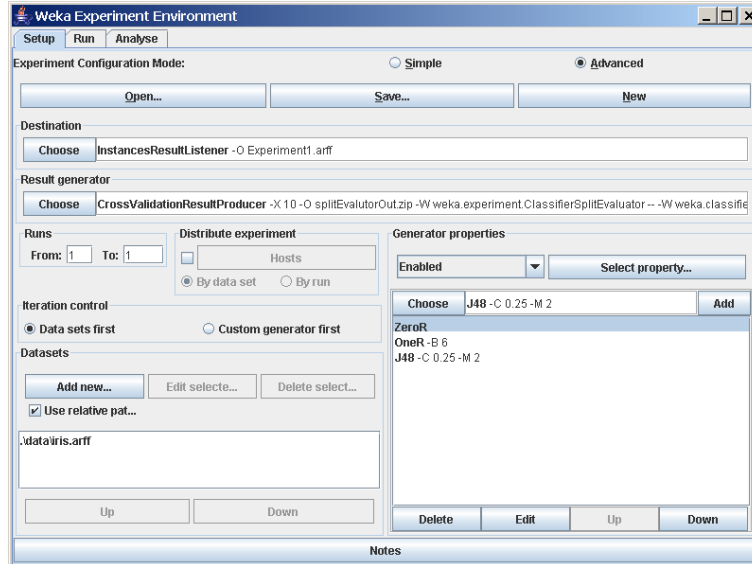 Weka Experiment Environment
Setup Run Analyse
Experiment Configuration Mode: Simple Advanced
Open... Save... New
Destination
Choose InstancesResultListener -O Experiment1.arff
Result generator
Choose CrossValidationResultProducer -X 10 -O splitEvalutorOut.zip -W weka.experiment.ClassifierSplitEvaluator -- -W weka.classifie
Runs
From: 1 To: 1
Distribute experiment
Hosts
By data set By run
Generator properties
Enabled Select property...
Iteration control
Data sets first Custom generator first
Choose J48 -C 0.25 -M 2 Add
ZeroR
OneR -B 6
J48 -C 0.25 -M 2
Datasets
Add new... Edit selecte... Delete select...
Use relative pat...
.\data\iris.arff
Up Down
Delete Edit Up Down
Notes